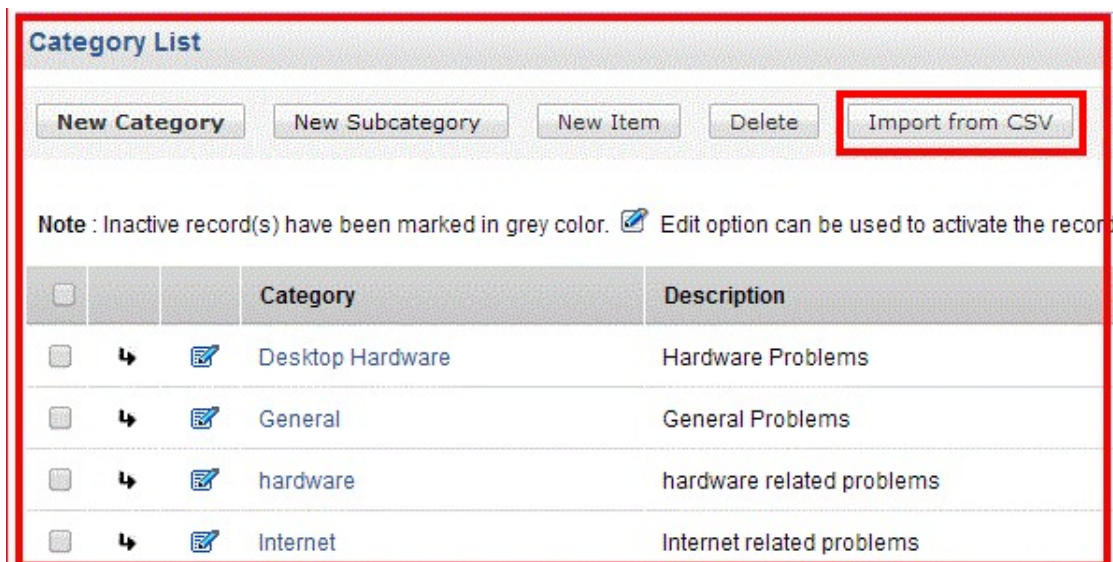 Category List
New Category New Subcategory New Item Delete Import from CSV
Note : Inactive record(s) have been marked in grey color. Edit option can be used to activate the record
Category Description
Desktop Hardware Hardware Problems
General General Problems
hardware hardware related problems
Internet Internet related problems